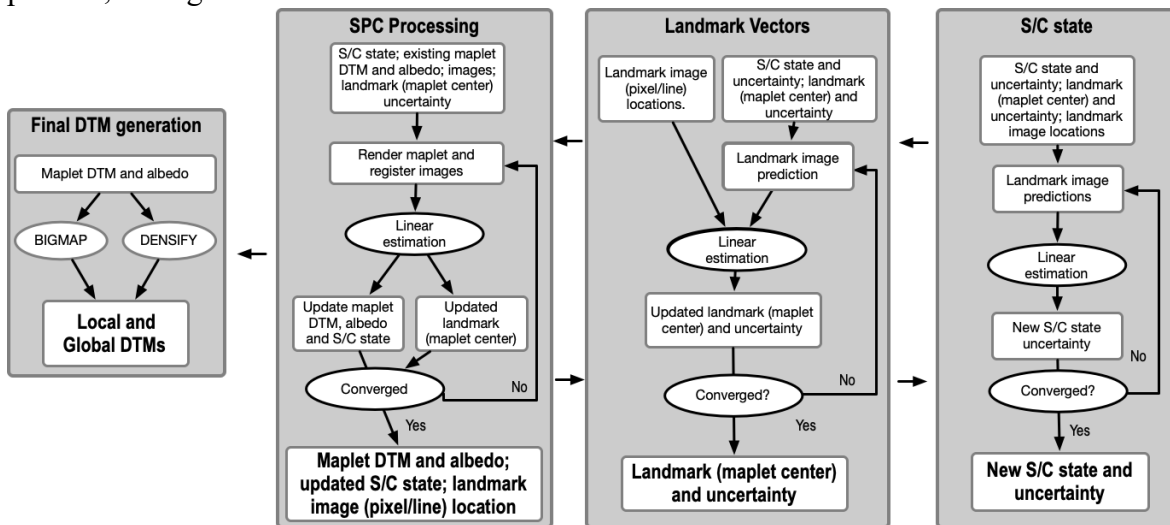 Final DTM generation
Maplet DTM and albedo
BIGMAP
DENSIFY
Local and
Global DTMs
SPC Processing
S/C state; existing maplet
DTM and albedo; images;
landmark (maplet center)
uncertainty
Render maplet and
register images
Linear
estimation
Update maplet
DTM, albedo
and S/C state
Updated
landmark
(maplet center)
Converged
No
Yes
Maplet DTM and albedo;
updated S/C state; landmark
image (pixel/line) location
Landmark Vectors
Landmark image
(pixel/line)
locations.
S/C state and
uncertainty; landmark
(maplet center) and
uncertainty
Landmark image
prediction
Linear
estimation
Updated landmark (maplet
center) and uncertainty
Converged?
No
Yes
Landmark (maplet center)
and uncertainty
S/C state
S/C state and
uncertainty; landmark
(maplet center) and
uncertainty; landmark
image locations
Landmark image
predictions
Linear
estimation
New S/C state
uncertainty
No
Converged?
Yes
New S/C state and
uncertainty